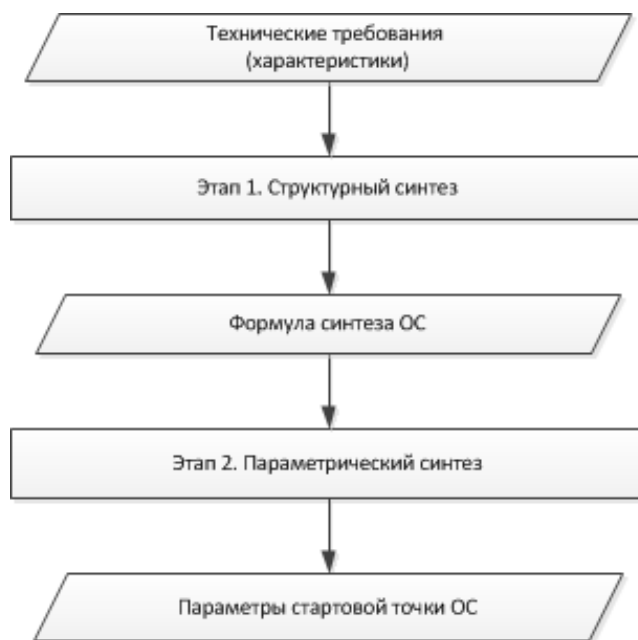 Технические требования
(характеристики)
Этап 1. Структурный синтез
Формула синтеза ОС
Этап 2. Параметрический синтез
Параметры стартовой точки ОС